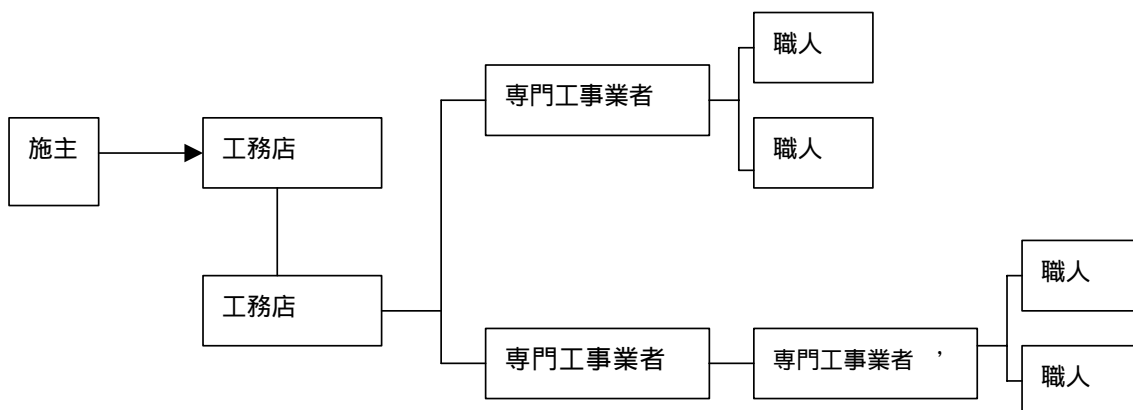 職人
専門工事業者
施主
工務店
職人
職人
工務店
専門工事業者
専門工事業者 ’
職人